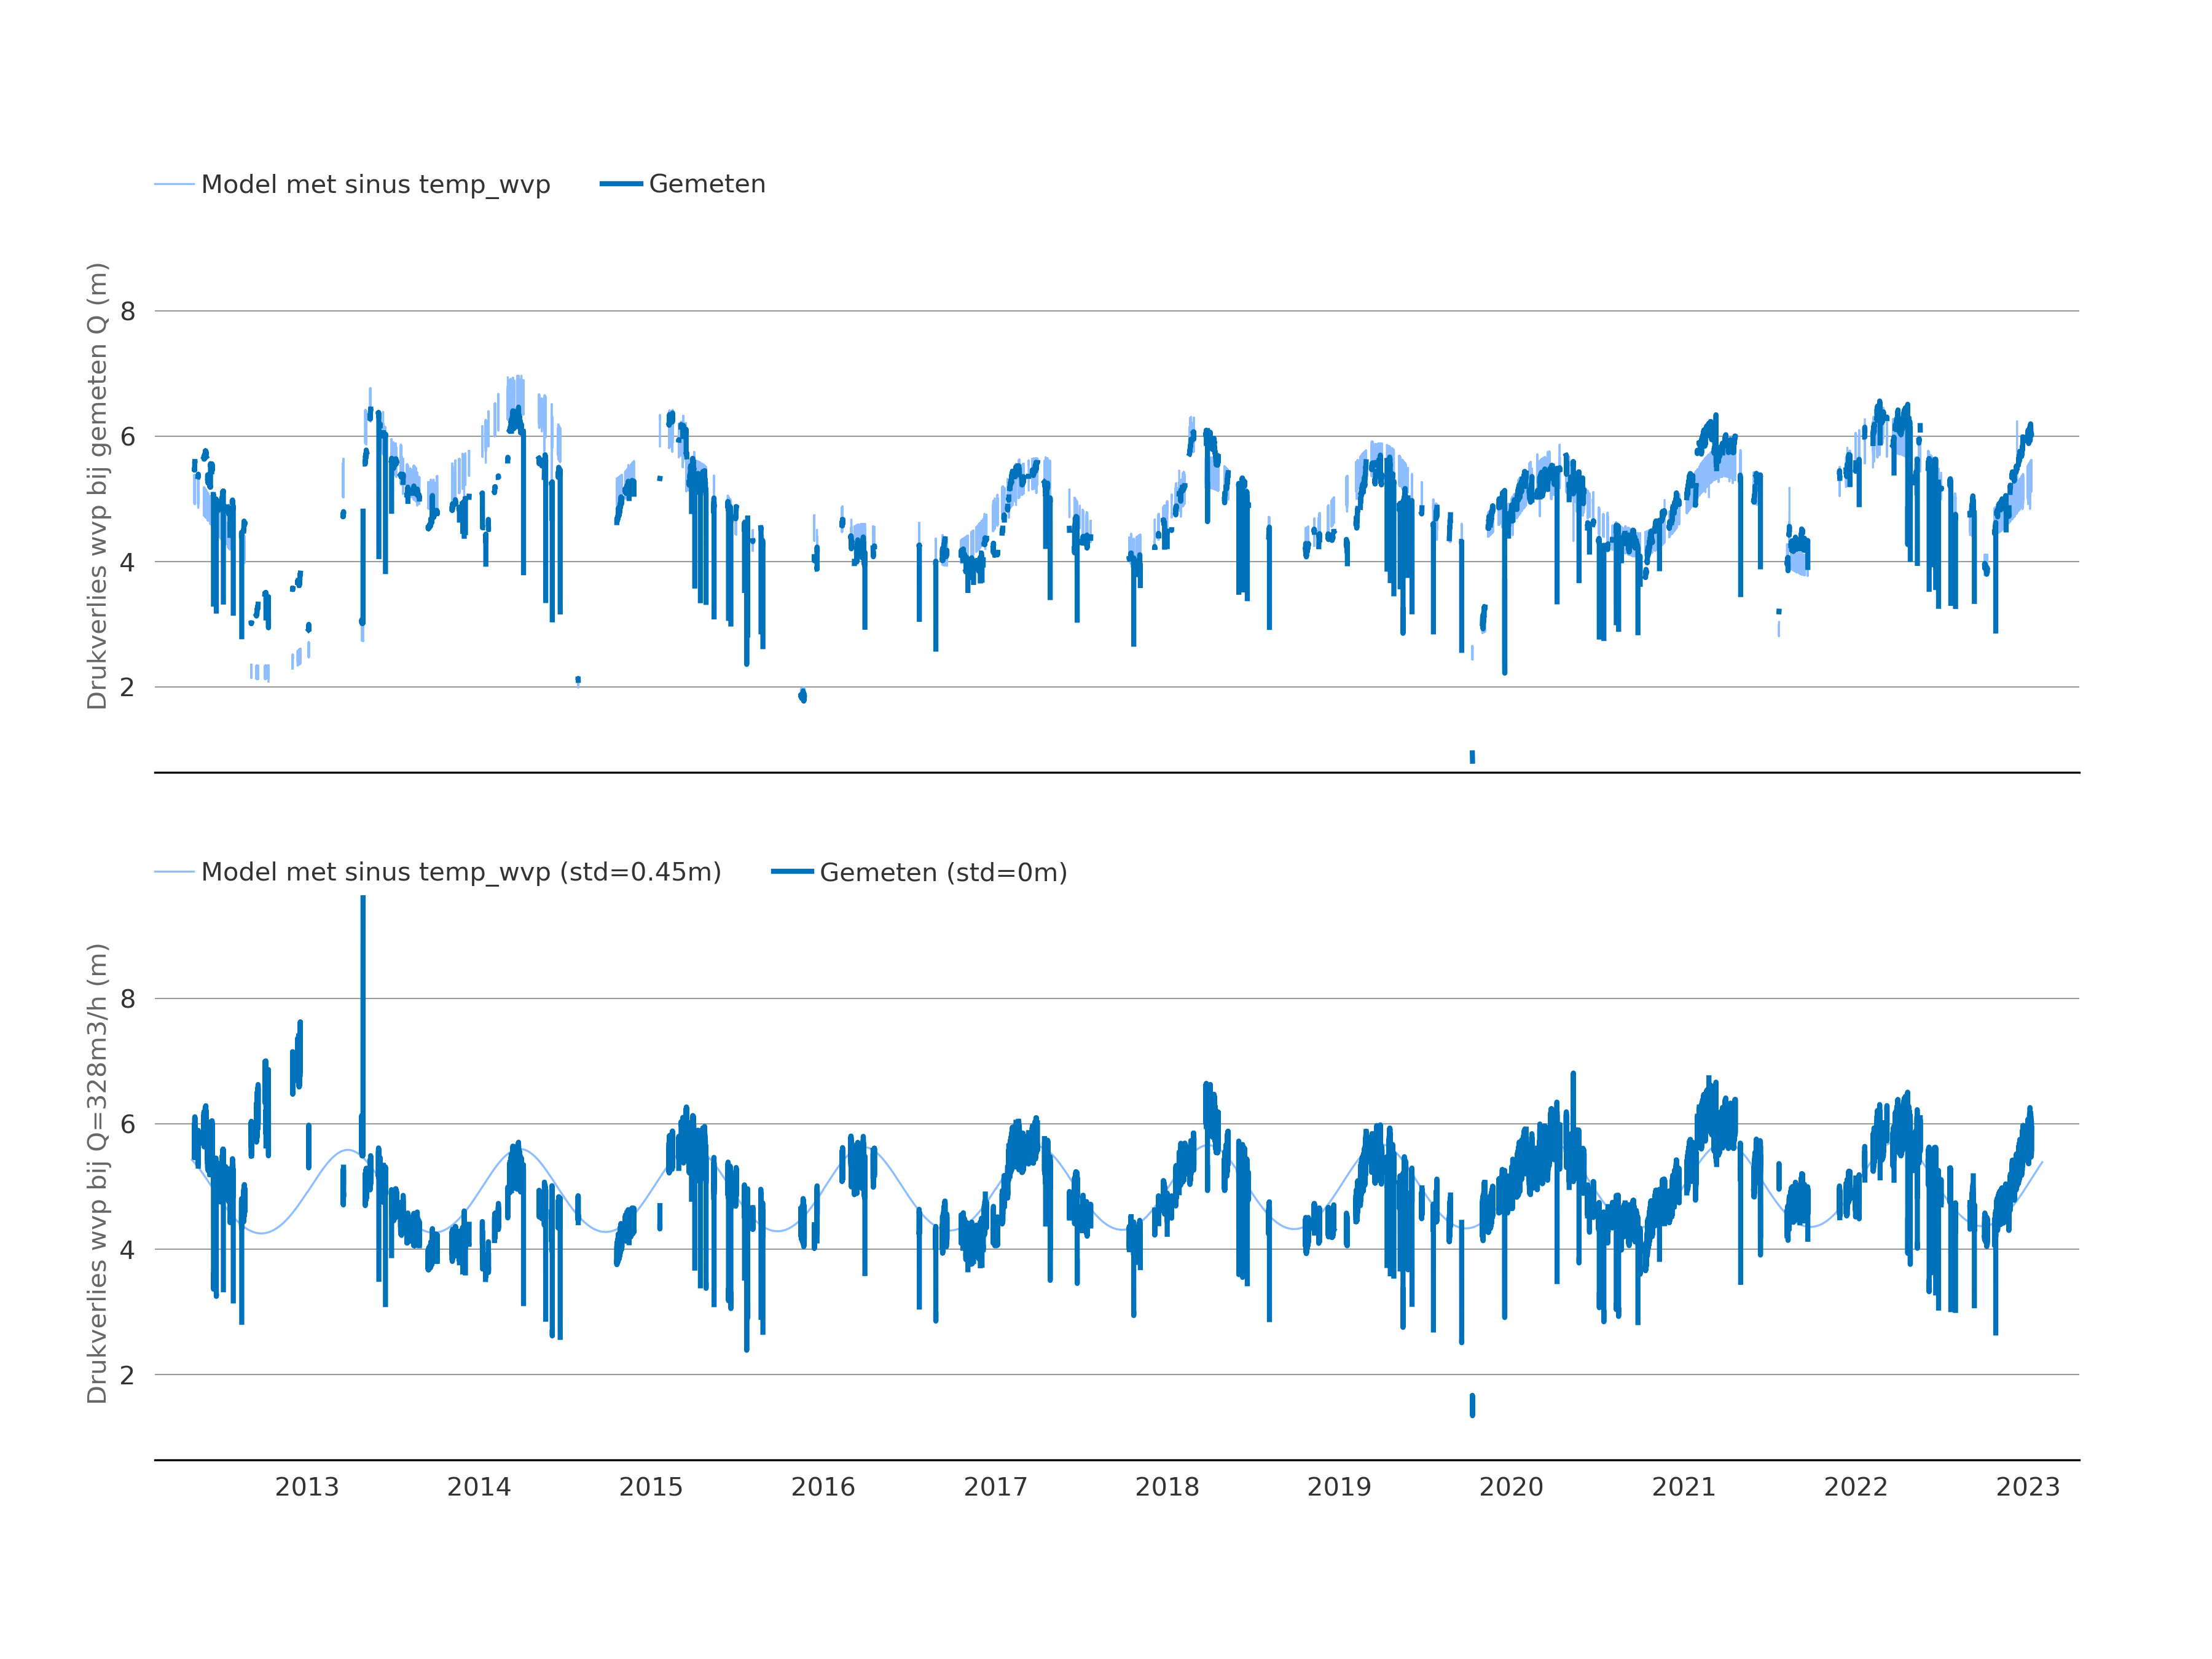 Model met sinus temp_wvp Gemeten
Drukverlies wvp bij gemeten Q (m)
8
6
4
2
Model met sinus temp_wvp (std=0.45m) Gemeten (std=0m)
Drukverlies wvp bij Q=328m3/h (m)
8
6
4
2
2013 2014 2015 2016 2017 2018 2019 2020 2021 2022 2023